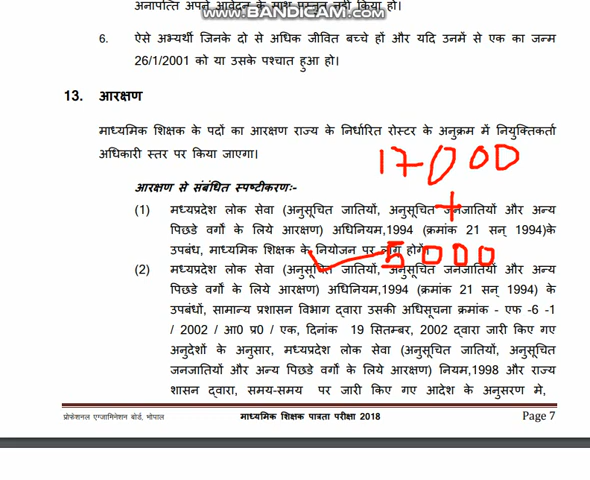 अनापत्ति अपने आवेदन के साथ प्रस्तुत नहीं किया हो।
WWW.BANDICAM.COM
6. ऐसे अभ्यर्थी जिनके दो से अधिक जीवित बच्चे हों और यदि उनमें से एक का जन्म
26/1/2001 को या उसके पश्चात हुआ हो।
13. आरक्षण
माध्यमिक शिक्षक के पदों का आरक्षण राज्य के निर्धारित रोस्टर के अनुक्रम में नियुक्तिकर्ता
अधिकारी स्तर पर किया जाएगा।
17000
आरक्षण से संबंधित स्पष्टीकरणः-
+
(1) मध्यप्रदेश लोक सेवा (अनुसूचित जातियों, अनुसूचित जनजातियों और अन्य
पिछडे वर्गो के लिये आरक्षण) अधिनियम,1994 (क्रमांक 21 सन् 1994)के
उपबंध, माध्यमिक शिक्षक के नियोजन पर लागू होगें।
5000
(2) मध्यप्रदेश लोक सेवा (अनुसूचित जातियों, अनुसूचित जनजातियों और अन्य
पिछडे वर्गो के लिये आरक्षण) अधिनियम,1994 (क्रमांक 21 सन् 1994) के
उपबंधों, सामान्य प्रशासन विभाग द्वारा उसकी अधिसूचना क्रमांक - एफ -6 -1
/ 2002 / आ0 प्र0 / एक, दिनांक 19 सितम्बर, 2002 द्वारा जारी किए गए
अनुदेशों के अनुसार, मध्यप्रदेश लोक सेवा (अनुसूचित जातियों, अनुसूचित
जनजातियों और अन्य पिछडे वर्गो के लिये आरक्षण) नियम,1998 और राज्य
शासन द्वारा, समय-समय पर जारी किए गए आदेश के अनुसरण मे,
प्रोफेशनल एग्जामिनेशन बोर्ड, भोपाल माध्यमिक शिक्षक पात्रता परीक्षा 2018 Page 7